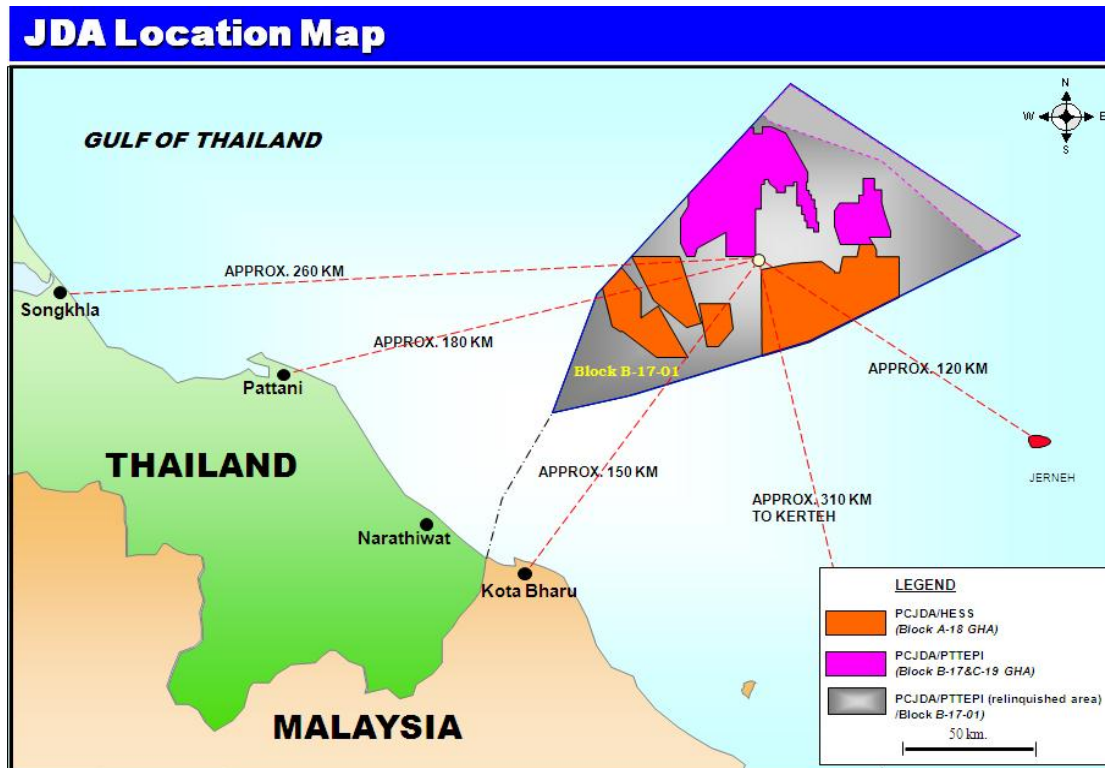 JDA Location Map
GULF OF THAILAND
N
W
E
S
APPROX. 260 KM
Songkhla
APPROX. 180 KM
Pattani
Block B-17-01
APPROX. 120 KM
THAILAND
APPROX. 150 KM
JERNEH
APPROX. 310 KM
TO KERTEH
Narathiwat
Kota Bharu
MALAYSIA
LEGEND
PCJDA/HESS
(Block A-18 GHA)
PCJDA/PTTEPI
(Block B-17&C-19 GHA)
PCJDA/PTTEPI (relinquished area)
/Block B-17-01)
50 km.